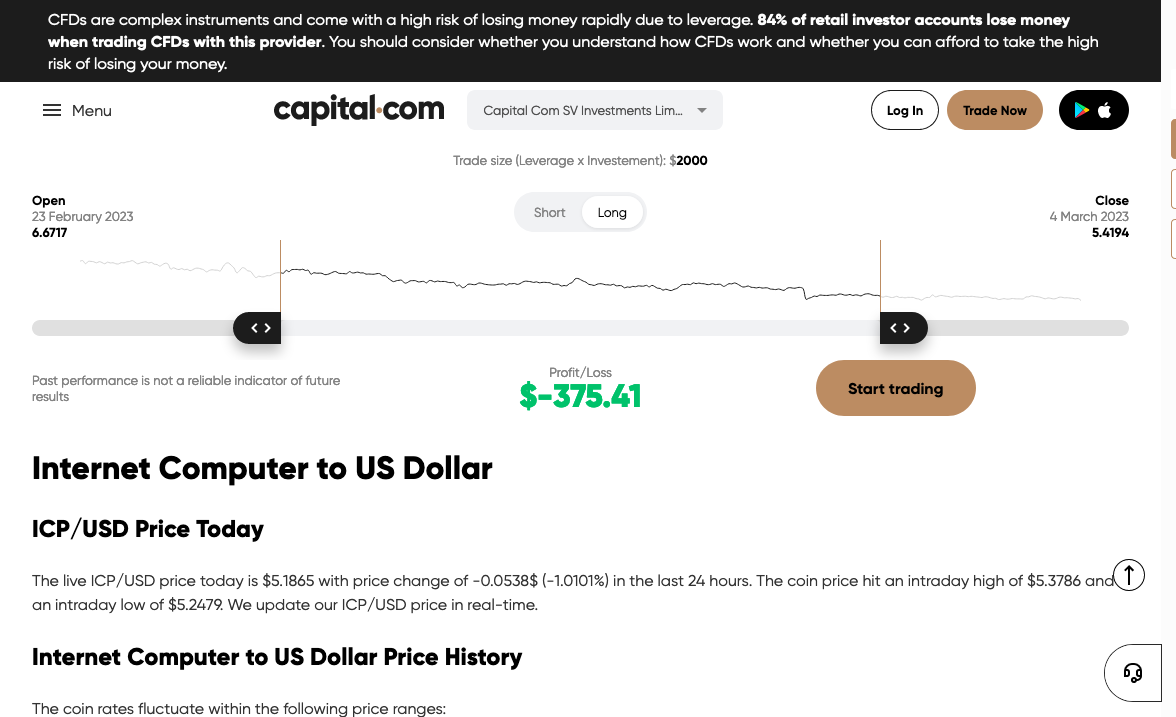 CFDs are complex instruments and come with a high risk of losing money rapidly due to leverage. 84% of retail investor accounts lose money
when trading CFDs with this provider. You should consider whether you understand how CFDs work and whether you can afford to take the high
risk of losing your money.
Menu
capital.com
Capital Com SV Investments Lim...
Log In
Trade Now
Trade size (Leverage x Investement): $2000
Open
23 February 2023
6.6717
Short
Long
Close
4 March 2023
5.4194
Past performance is not a reliable indicator of future
results
Profit/Loss
$-375.41
Start trading
Internet Computer to US Dollar
ICP/USD Price Today
The live ICP/USD price today is $5.1865 with price change of -0.0538$ (-1.0101%) in the last 24 hours. The coin price hit an intraday high of $5.3786 and
an intraday low of $5.2479. We update our ICP/USD price in real-time.
Internet Computer to US Dollar Price History
The coin rates fluctuate within the following price ranges: